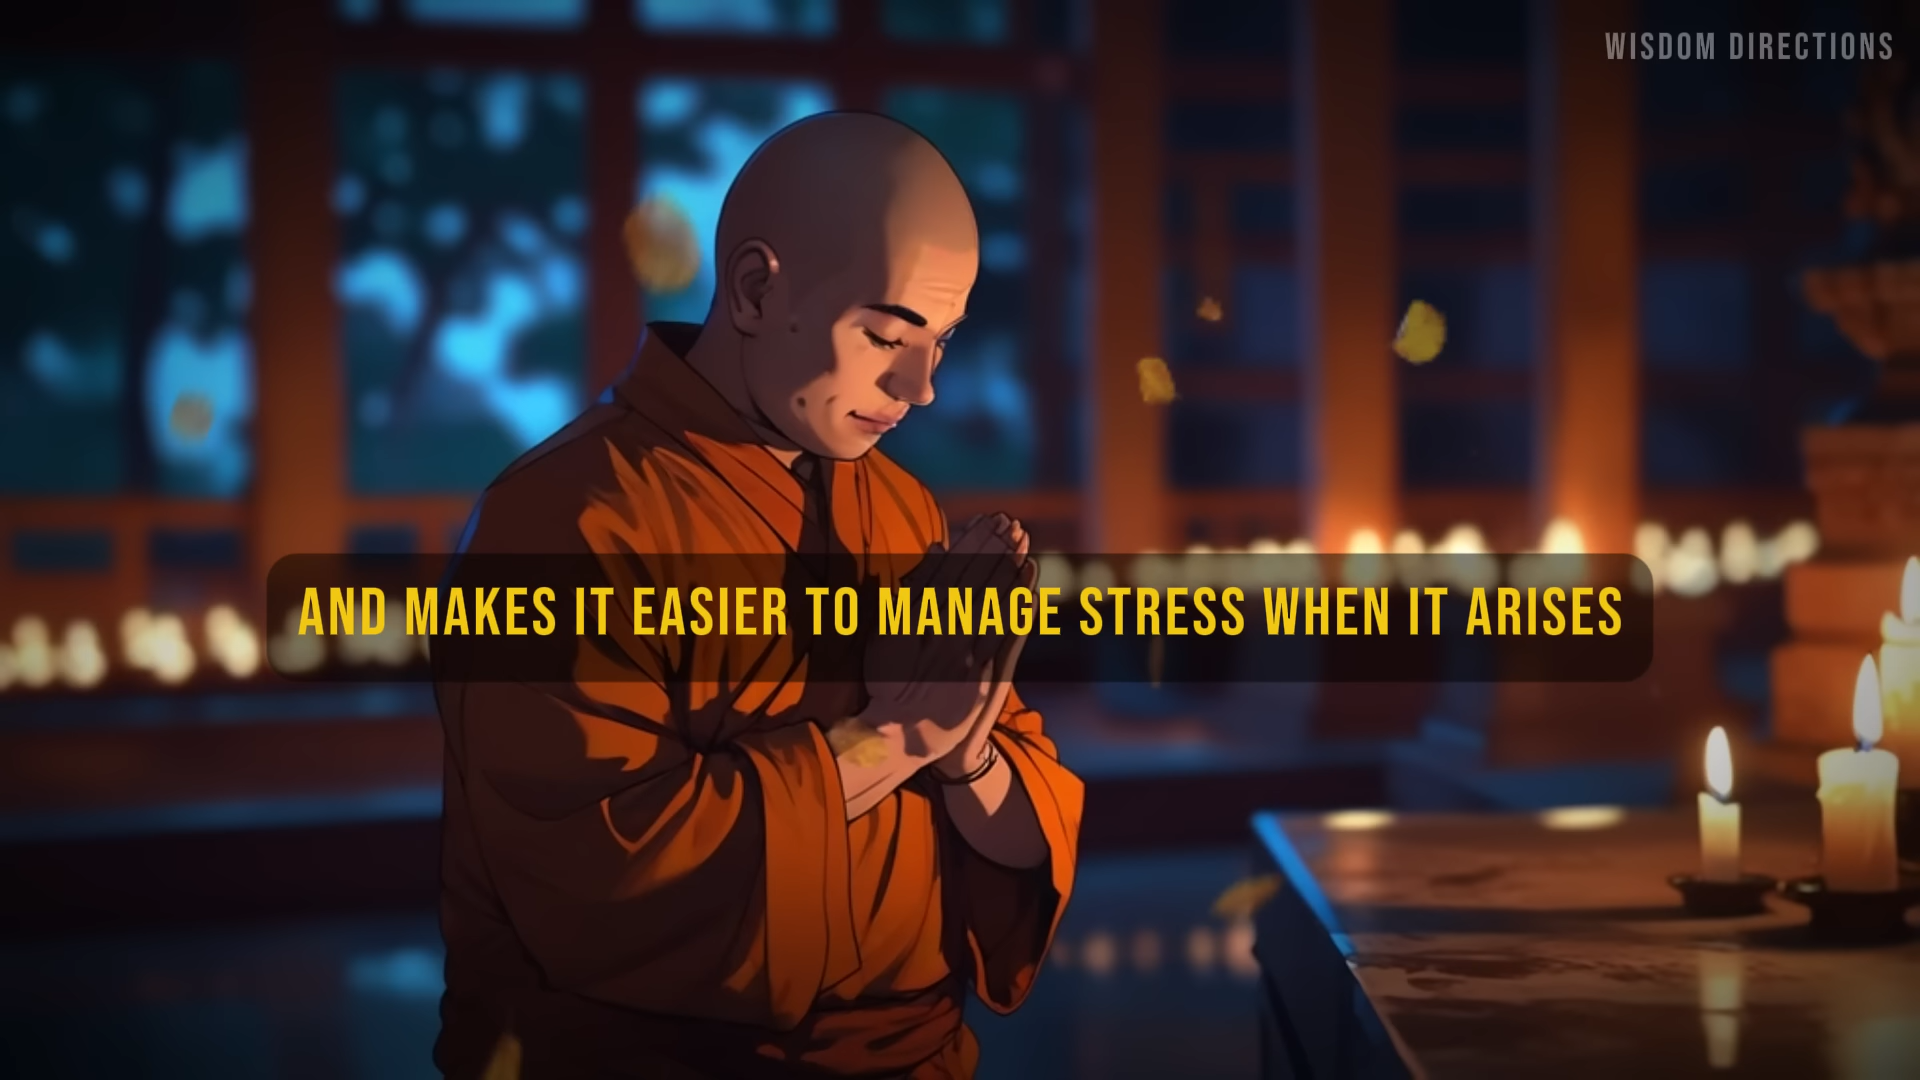 WISDOM DIRECTIONS
AND MAKES IT EASIER TO MANAGE STRESS WHEN IT ARISES